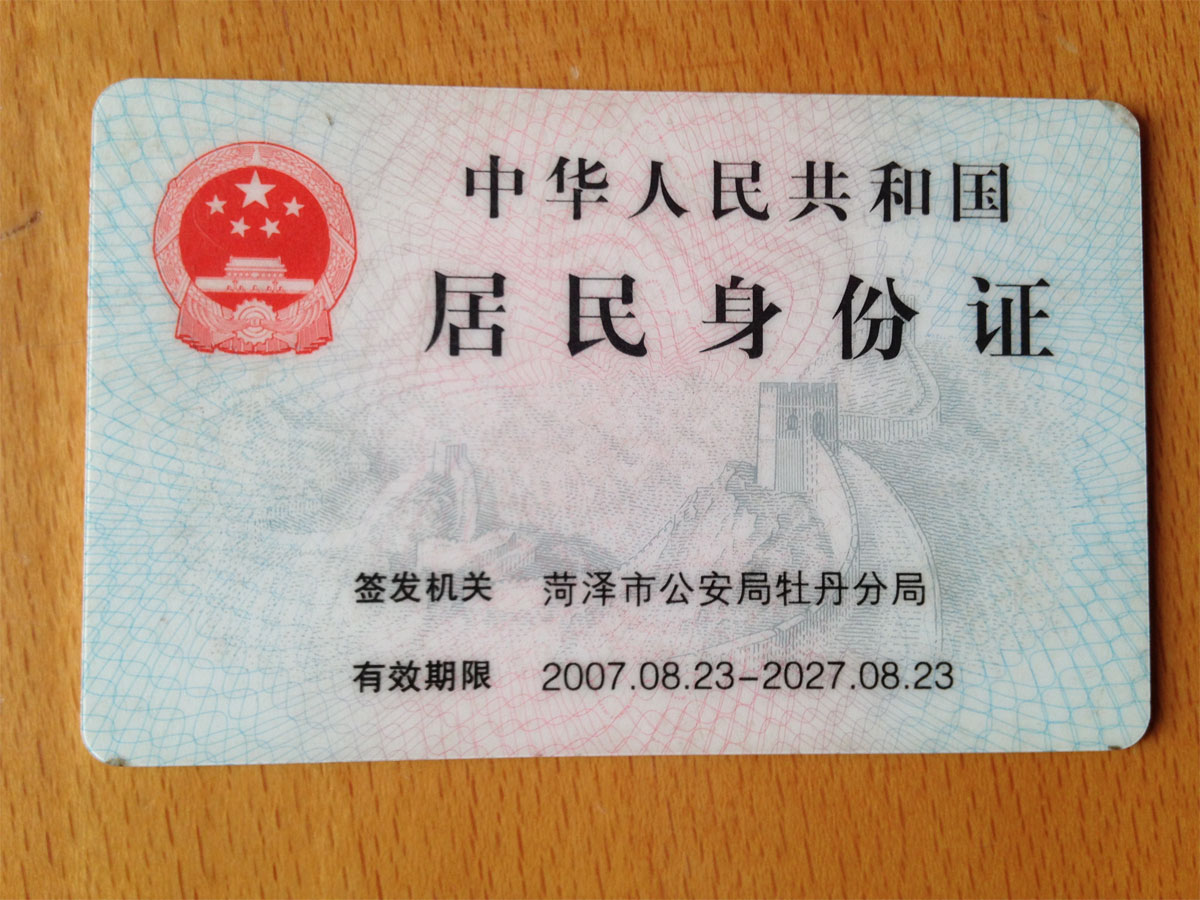 中华人民共和国
居民身份证
签发机关 菏泽市公安局牡丹分局
有效期限 2007.08.23-2027.08.23